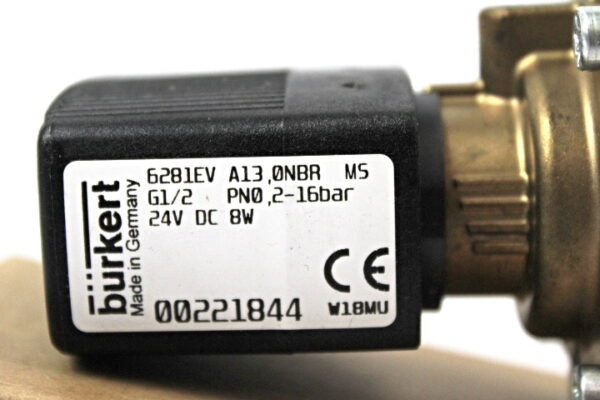 bürkert
Made in Germany
6281EV A13,0NBR MS
G1/2 PN0,2-16bar
24V DC 8W
CE
00221844
W18MU